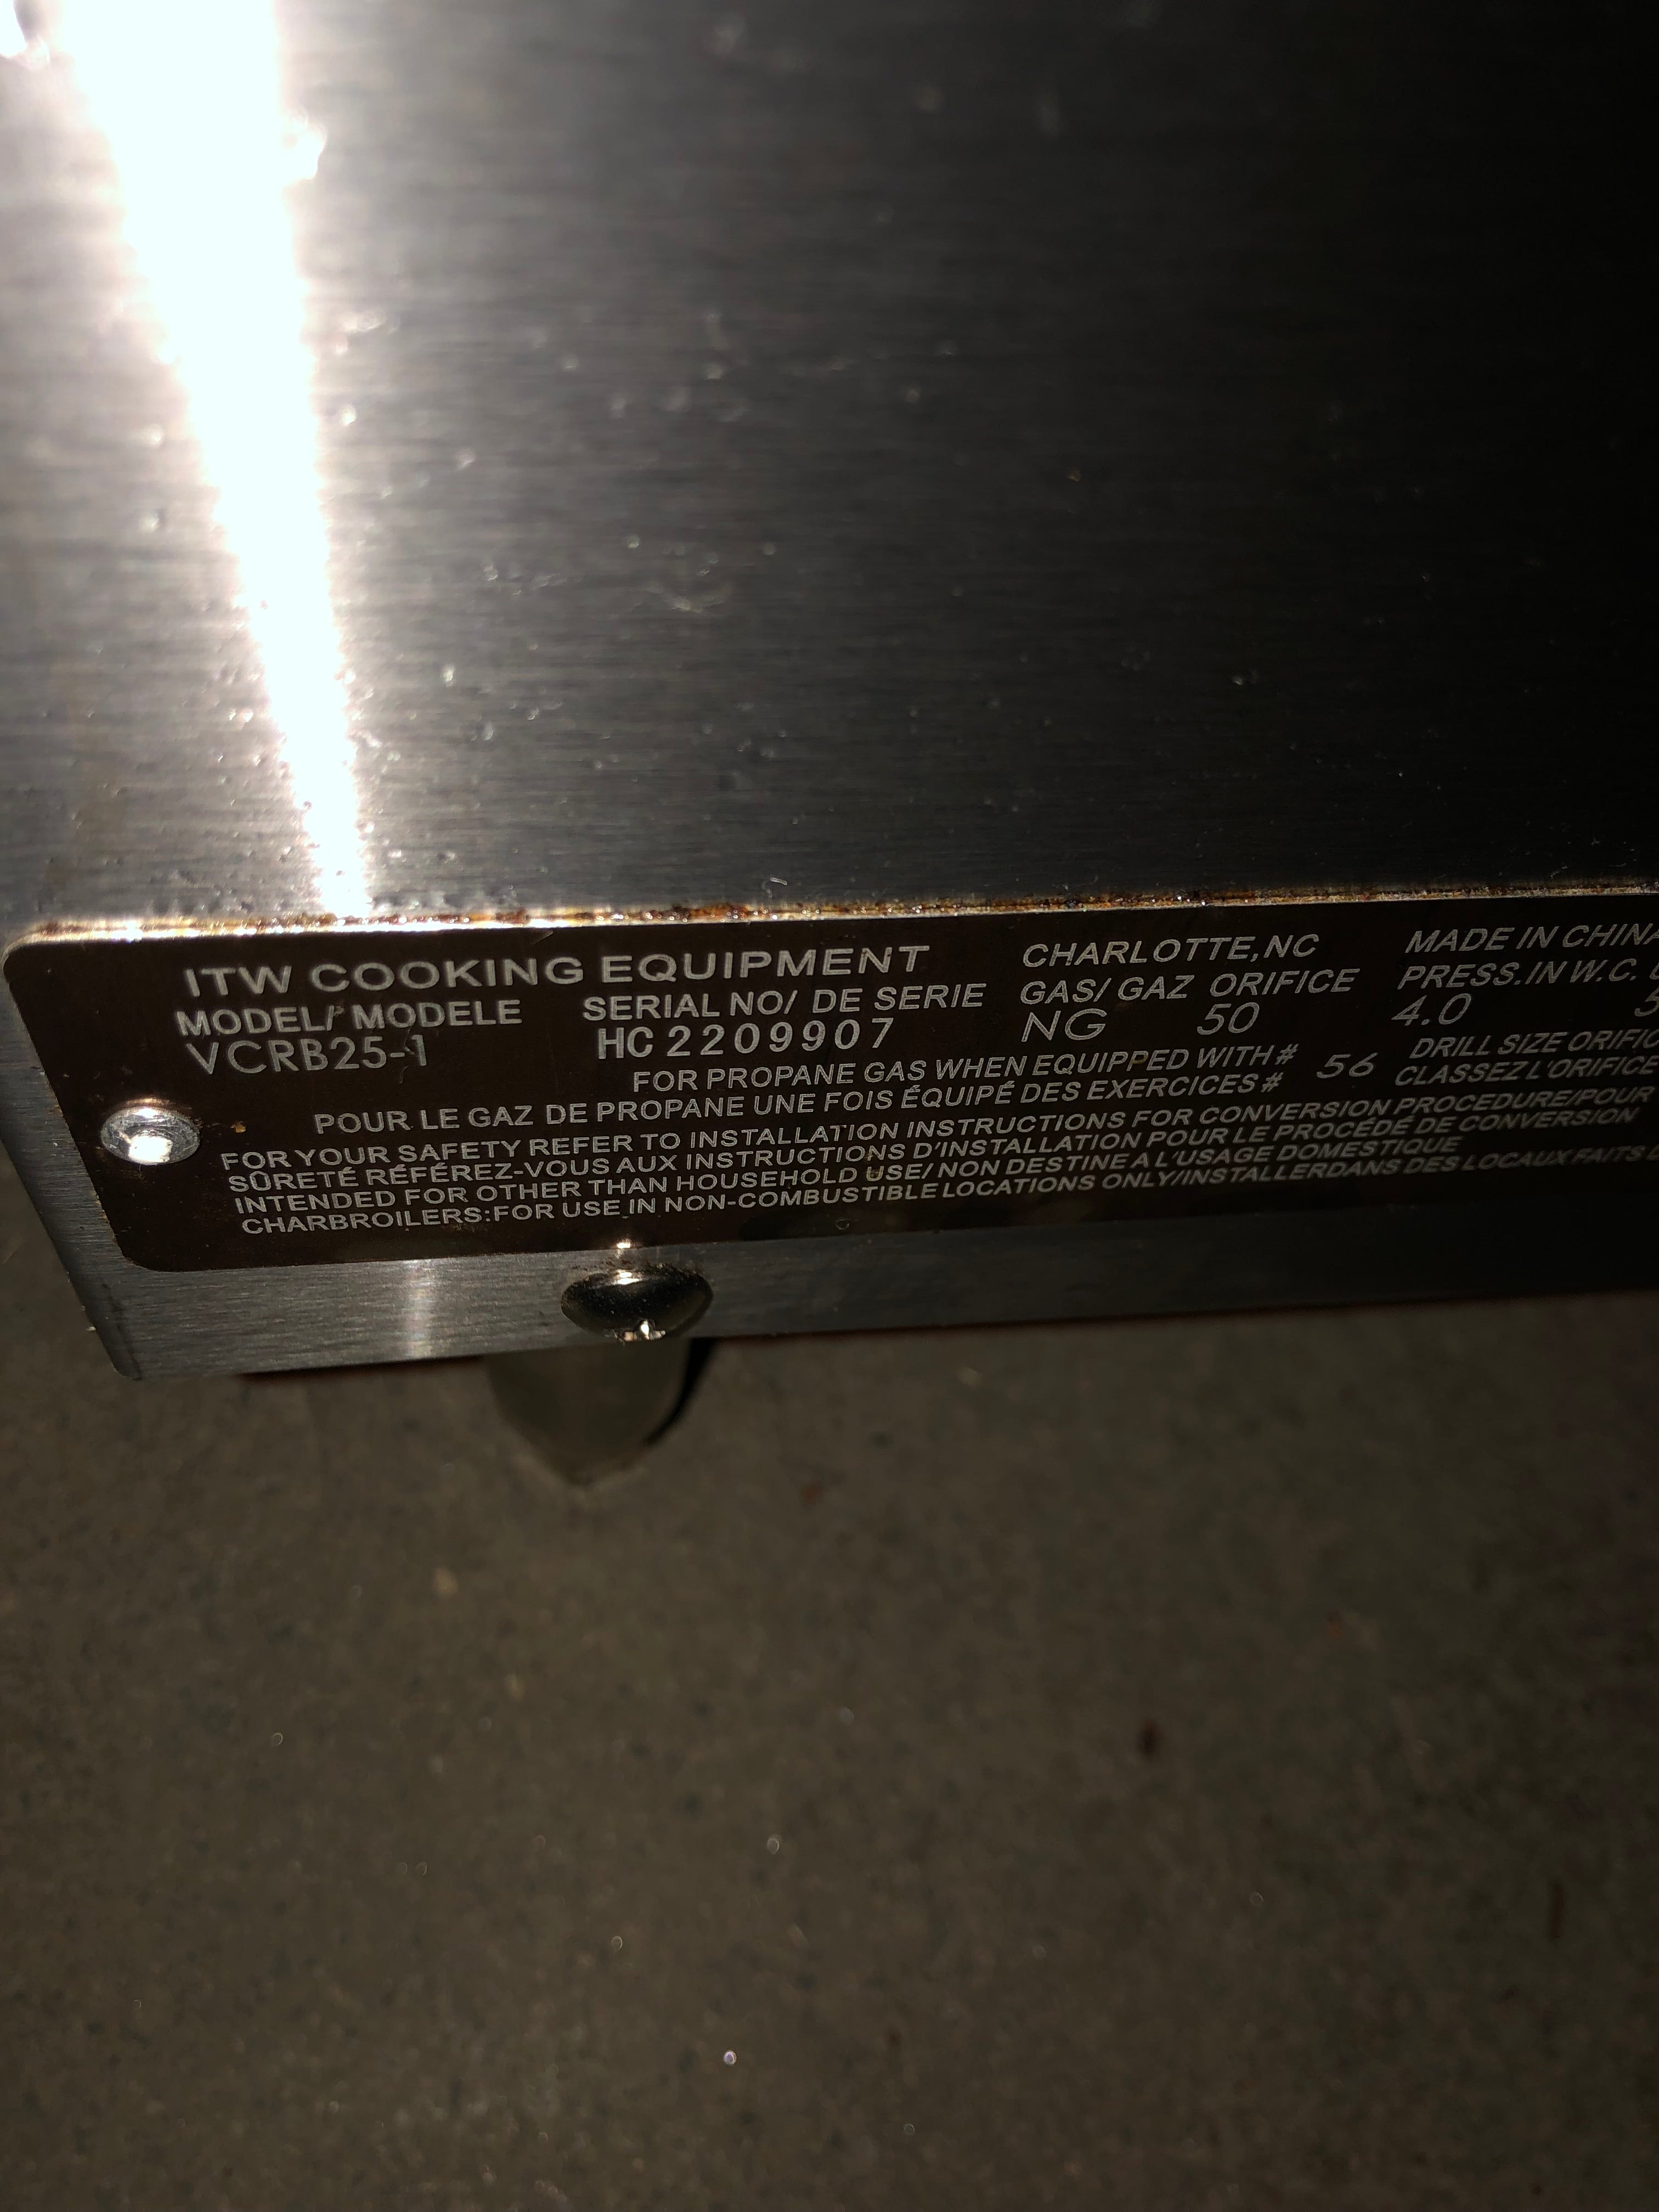 ITW COOKING EQUIPMENT CHARLOTTE, NC MADE IN CHINA
MODEL/ MODELE SERIAL NO/ DE SERIE GAS/ GAZ ORIFICE PRESS.IN W.C.
VCRB25-1 HC2209907 NG 50 4.0
FOR PROPANE GAS WHEN EQUIPPED WITH # 56 DRILL SIZE
POUR LE GAZ DE PROPANE UNE FOIS ÉQUIPÉ DES EXERCICES # CLASSEZ L'ORIFICE
FOR YOUR SAFETY REFER TO INSTALLATION INSTRUCTIONS FOR CONVERSION PROCEDURE/POUR
SÛRETÉ RÉFÉREZ-VOUS AUX INSTRUCTIONS D'INSTALLATION POUR LE PROCÉDÉ DE CONVERSION
INTENDED FOR OTHER THAN HOUSEHOLD USE/ NON DESTINE A L'USAGE DOMESTIQUE
CHARBROILERS:FOR USE IN NON-COMBUSTIBLE LOCATIONS ONLY/INSTALLERDANS DES LOCAUX FAITS